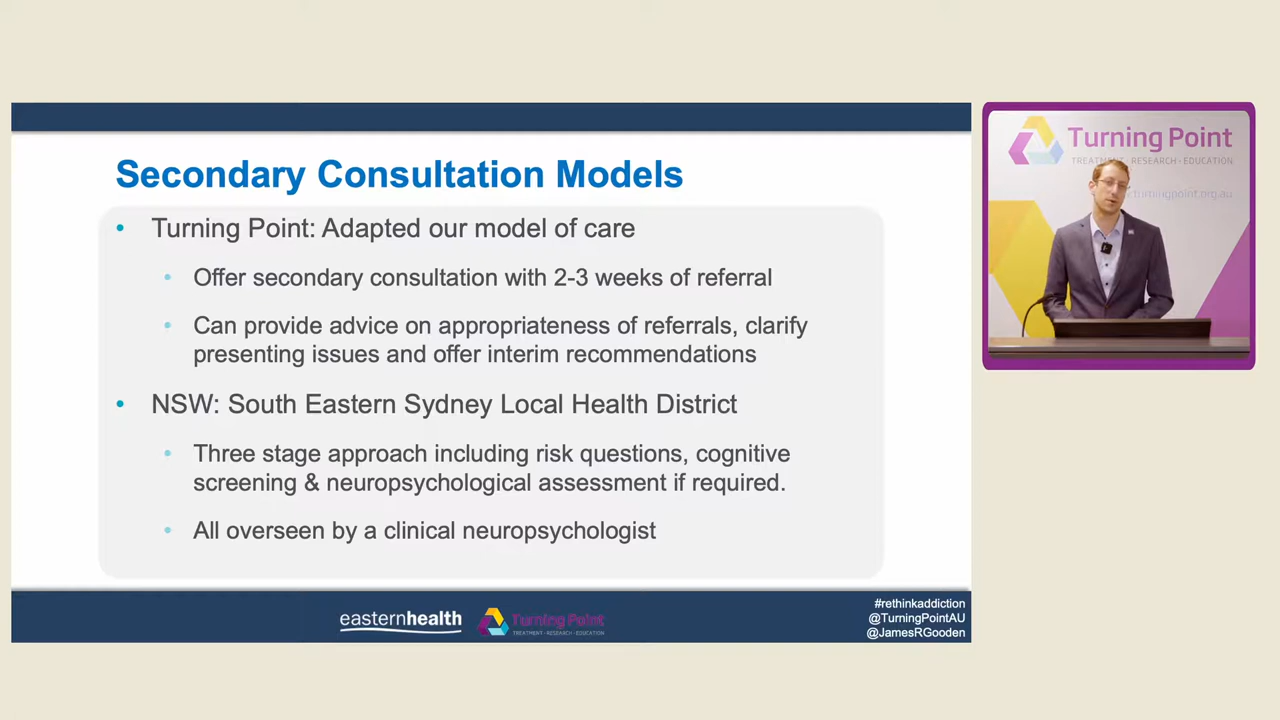 Secondary Consultation Models
• Turning Point: Adapted our model of care
• Offer secondary consultation with 2-3 weeks of referral
• Can provide advice on appropriateness of referrals, clarify
presenting issues and offer interim recommendations
• NSW: South Eastern Sydney Local Health District
• Three stage approach including risk questions, cognitive
screening & neuropsychological assessment if required.
• All overseen by a clinical neuropsychologist
easternhealth
Turning Point
TREATMENT • RESEARCH • EDUCATION
#rethinkaddiction
@TurningPointAU
@JamesRGooden
Turning Point
TREATMENT • RESEARCH • EDUCATION
turningpoint.org.au